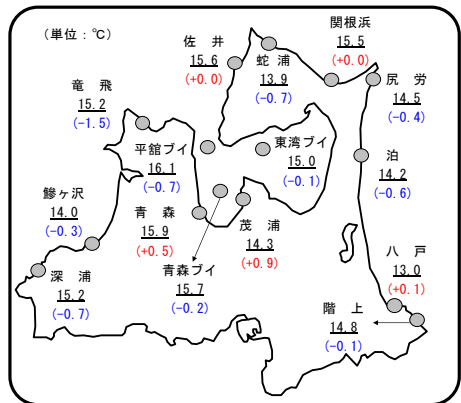 (単位:℃)
関根浜
15.5
(+0.0)
佐 井
15.6
(+0.0)
蛇 浦
13.9
(-0.7)
尻 労
14.5
(-0.4)
竜 飛
15.2
(-1.5)
平舘ブイ
16.1
(-0.7)
東湾ブイ
15.0
(-0.1)
泊
14.2
(-0.6)
鰺ヶ沢
14.0
(-0.3)
青 森
15.9
(+0.5)
茂 浦
14.3
(+0.9)
八 戸
13.0
(+0.1)
深 浦
15.2
(-0.7)
青森ブイ
15.7
(-0.2)
階 上
14.8
(-0.1)